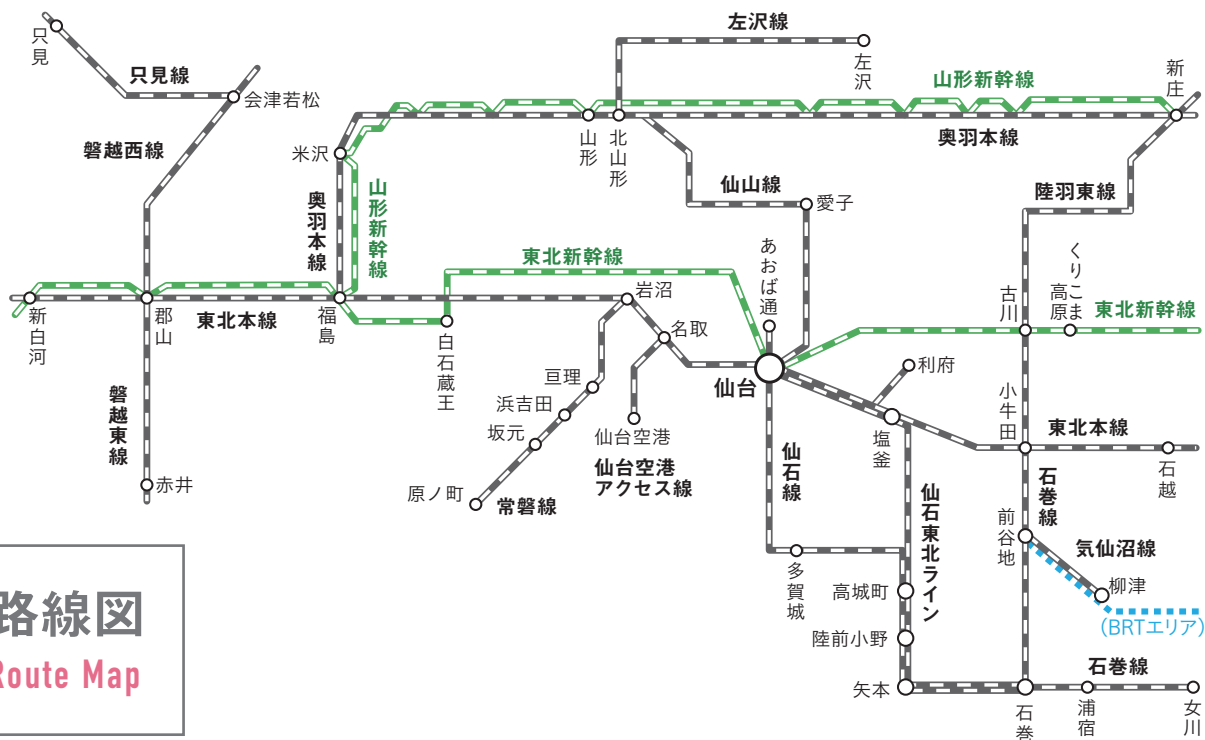 左沢線
只見
左沢
新庄
只見線
山形新幹線
会津若松
山形
北山形
奥羽本線
磐越西線
米沢
奥羽本線
山形新幹線
仙山線
愛子
陸羽東線
東北新幹線
あおば通
くりこま
高原
岩沼
古川
東北新幹線
新白河
郡山
東北本線
福島
白石蔵王
名取
仙台
利府
亘理
浜吉田
坂元
仙台空港
小牛田
東北本線
磐越東線
塩釜
石越
仙台空港
アクセス線
仙石線
赤井
原ノ町
常磐線
仙石東北ライン
石巻線
前谷地
気仙沼線
多賀城
高城町
柳津
(BRTエリア)
陸前小野
路線図
Route Map
石巻線
矢本
石巻
浦宿
女川